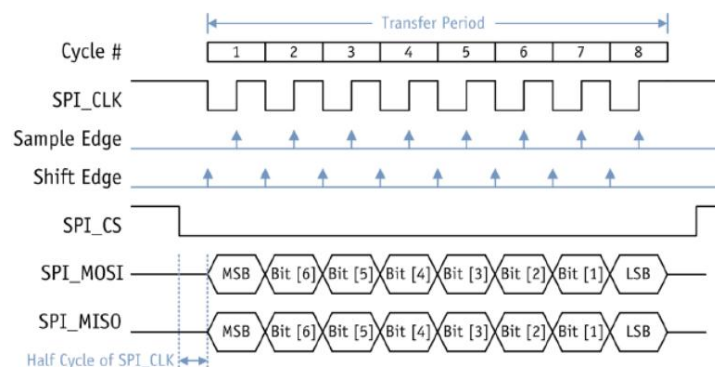 Transfer Period
Cycle # 1 2 3 4 5 6 7 8
SPI_CLK
Sample Edge
Shift Edge
SPI_CS
SPI_MOSI MSB Bit [6] Bit [5] Bit [4] Bit [3] Bit [2] Bit [1] LSB
SPI_MISO MSB Bit [6] Bit [5] Bit [4] Bit [3] Bit [2] Bit [1] LSB
Half Cycle of SPI_CLK